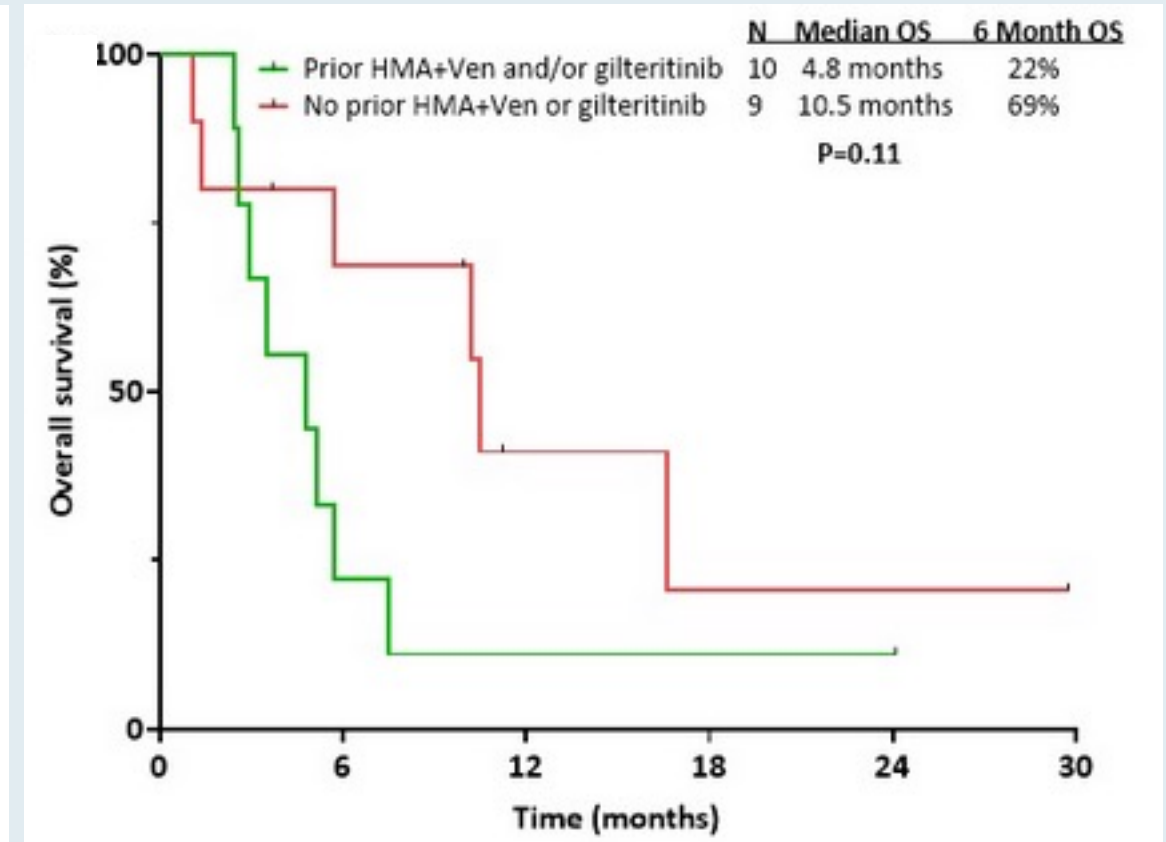 N Median OS 6 Month OS
100
Prior HMA+Ven and/or gilteritinib 10 4.8 months 22%
No prior HMA+Ven or gilteritinib 9 10.5 months 69%
P=0.11
Overall survival (%)
50
0
0 6 12 18 24 30
Time (months)